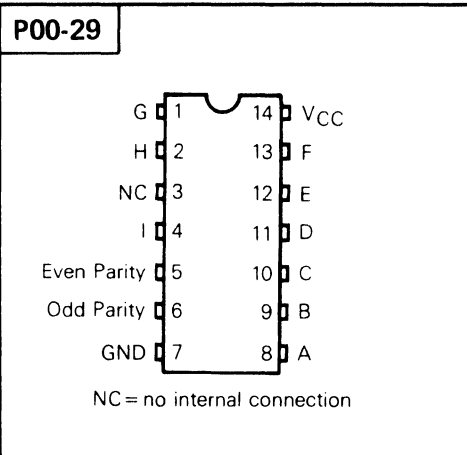 P00-29
G 1 14 VCC
H 2 13 F
NC 3 12 E
I 4 11 D
Even Parity 5 10 C
Odd Parity 6 9 B
GND 7 8 A
NC = no internal connection